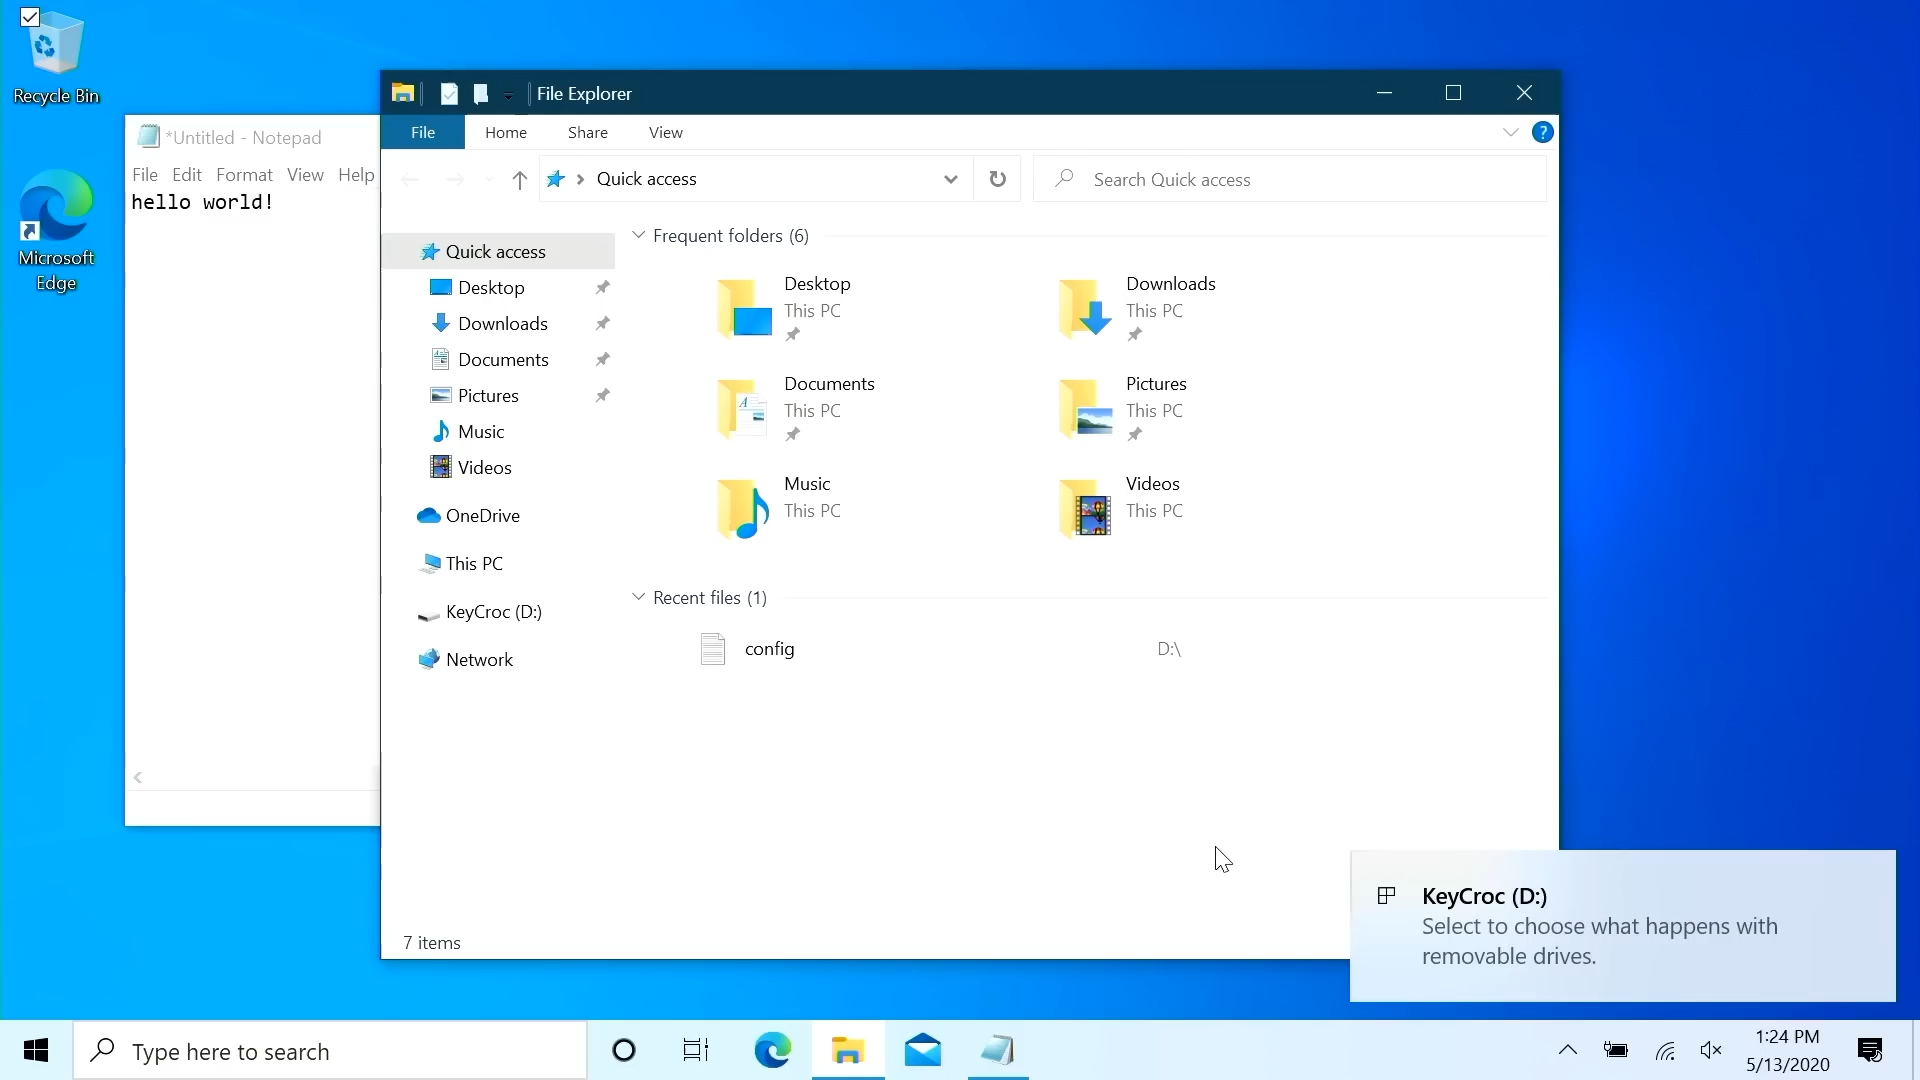 Recycle Bin
Microsoft
Edge
*Untitled - Notepad
File Edit Format View Help
hello world!
File Explorer
File Home Share View
Quick access
Search Quick access
Quick access
Desktop
Downloads
Documents
Pictures
Music
Videos
OneDrive
This PC
KeyCroc (D:)
Network
Frequent folders (6)
Desktop
This PC
Downloads
This PC
Documents
This PC
Pictures
This PC
Music
This PC
Videos
This PC
Recent files (1)
config D:\
7 items
KeyCroc (D:)
Select to choose what happens with
removable drives.
Type here to search
1:24 PM
5/13/2020